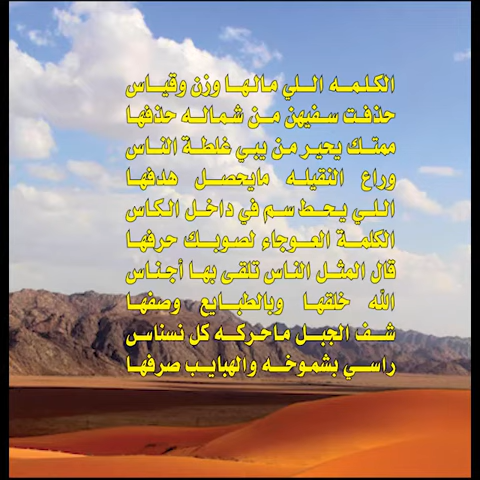 الكلمه اللي مالها وزن وقياس
حذفت سفيهن من شماله حذفها
ممتك يحير من يبي غلطة الناس
وراع النقيله مايحصل هدفها
اللي يحط سم في داخل الكاس
الكلمة العوجاء لصوبك حرفها
قال المثل الناس تلقى بها أجناس
الله خلقها وبالطبايع وصفها
شف الجبل ماحركه كل نسناس
راسي بشموخه والهبايب صرفها